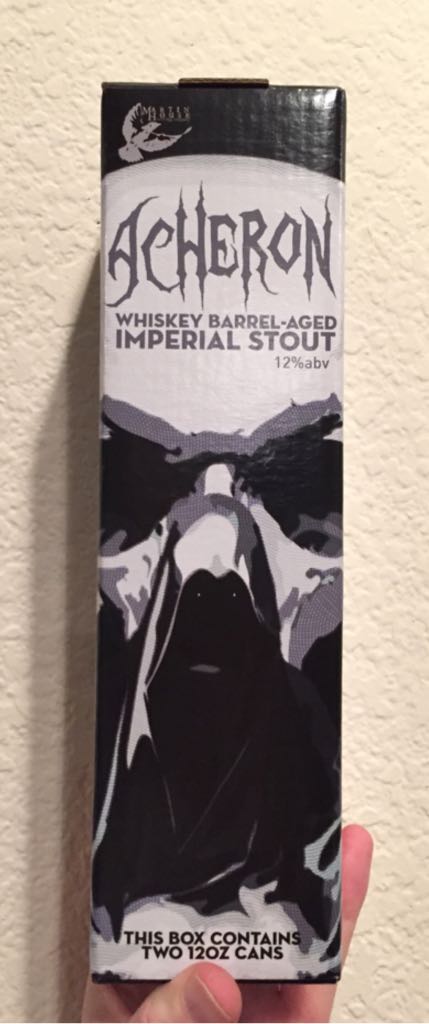 MARTIN
HOUSE
ACHERON
WHISKEY BARREL-AGED
IMPERIAL STOUT
12%abv
THIS BOX CONTAINS
TWO 12OZ CANS